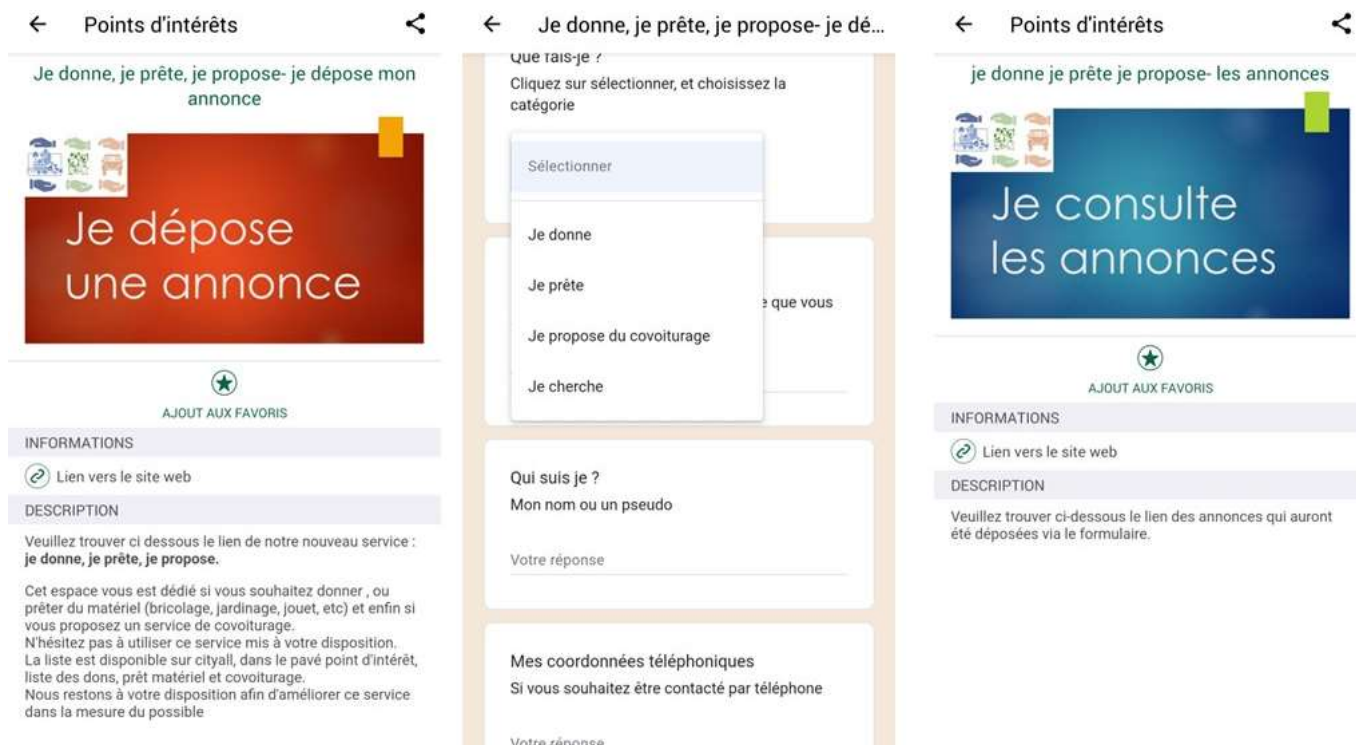 Points d'intérêts
Je donne, je prête, je propose- je dépose mon
annonce
Je dépose
une annonce
AJOUT AUX FAVORIS
INFORMATIONS
Lien vers le site web
DESCRIPTION
Veuillez trouver ci dessous le lien de notre nouveau service :
je donne, je prête, je propose.
Cet espace vous est dédié si vous souhaitez donner , ou
prêter du matériel (bricolage, jardinage, jouet, etc) et enfin si
vous proposez un service de covoiturage.
N'hésitez pas à utiliser ce service mis à votre disposition.
La liste est disponible sur cityall, dans le pavé point d'intérêt,
liste des dons, prêt matériel et covoiturage.
Nous restons à votre disposition afin d'améliorer ce service
dans la mesure du possible
Je donne, je prête, je propose- je dé...
Que fais-je ?
Cliquez sur sélectionner, et choisissez la
catégorie
Sélectionner
Je donne
Je prête
e que vous
Je propose du covoiturage
Je cherche
Qui suis je ?
Mon nom ou un pseudo
Votre réponse
Mes coordonnées téléphoniques
Si vous souhaitez être contacté par téléphone
Votre réponse
Points d'intérêts
je donne je prête je propose- les annonces
Je consulte
les annonces
AJOUT AUX FAVORIS
INFORMATIONS
Lien vers le site web
DESCRIPTION
Veuillez trouver ci-dessous le lien des annonces qui auront
été déposées via le formulaire.